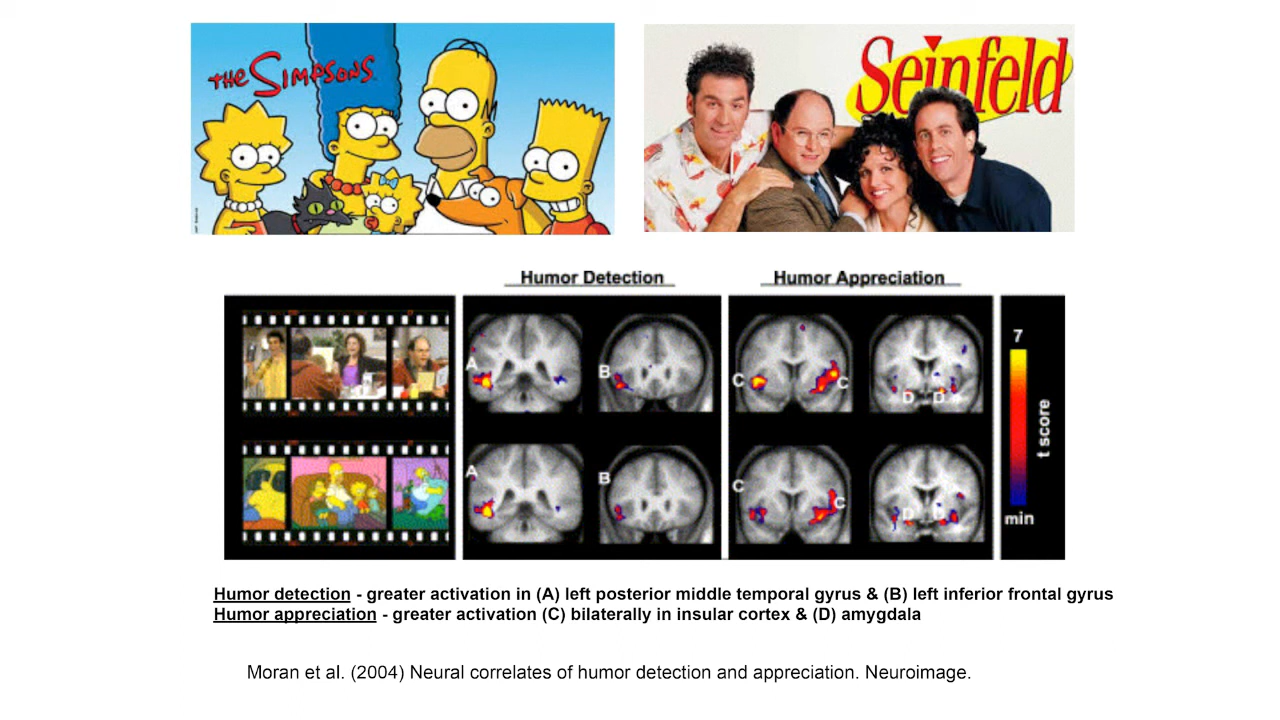 THE SIMPSONS
Seinfeld
Humor Detection
Humor Appreciation
A
B
C
C
D
D
7
t score
min
A
B
C
C
D
Humor detection - greater activation in (A) left posterior middle temporal gyrus & (B) left inferior frontal gyrus
Humor appreciation - greater activation (C) bilaterally in insular cortex & (D) amygdala
Moran et al. (2004) Neural correlates of humor detection and appreciation. Neuroimage.